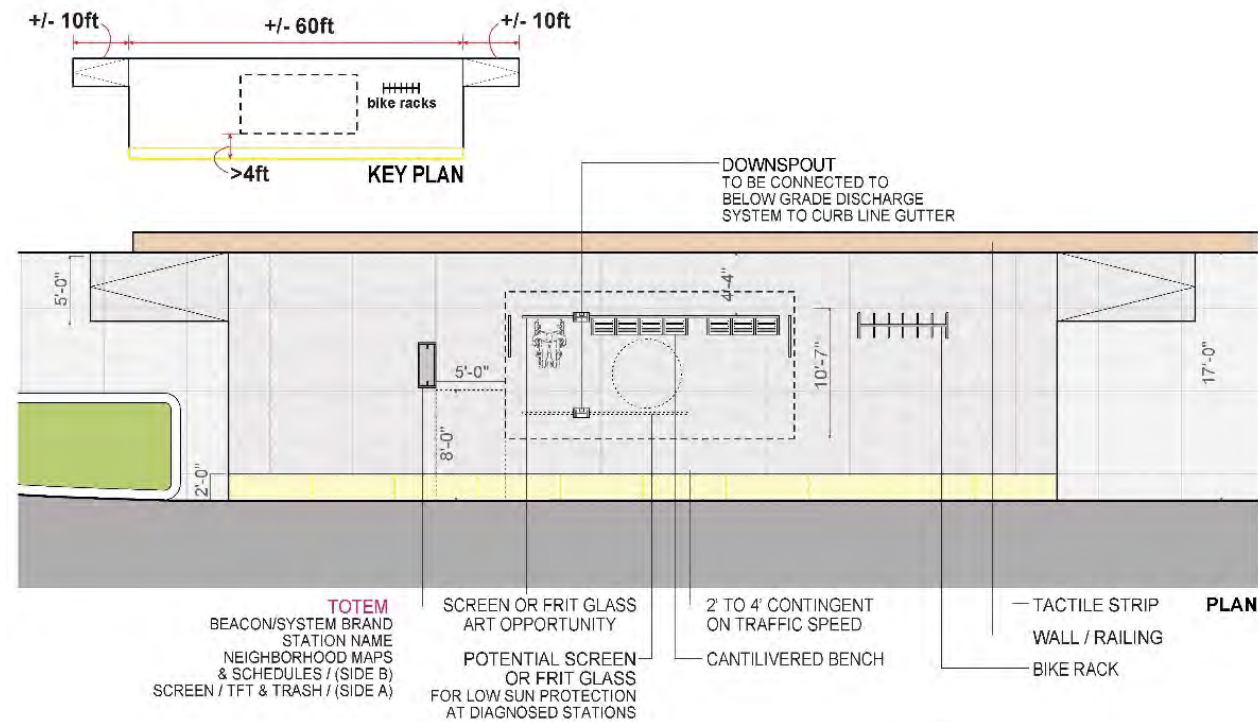 +/- 10ft
+/- 60ft
+/- 10ft
bike racks
>4ft
KEY PLAN
DOWNSPOUT
TO BE CONNECTED TO
BELOW GRADE DISCHARGE
SYSTEM TO CURB LINE GUTTER
5'-0"
4'-4"
5'-0"
10'-7"
17'-0"
8'-0"
2'-0"
TOTEM
BEACON/SYSTEM BRAND
STATION NAME
NEIGHBORHOOD MAPS
& SCHEDULES / (SIDE B)
SCREEN / TFT & TRASH / (SIDE A)
SCREEN OR FRIT GLASS
ART OPPORTUNITY
POTENTIAL SCREEN
OR FRIT GLASS
FOR LOW SUN PROTECTION
AT DIAGNOSED STATIONS
2' TO 4' CONTINGENT
ON TRAFFIC SPEED
CANTILIVERED BENCH
TACTILE STRIP
WALL / RAILING
BIKE RACK
PLAN